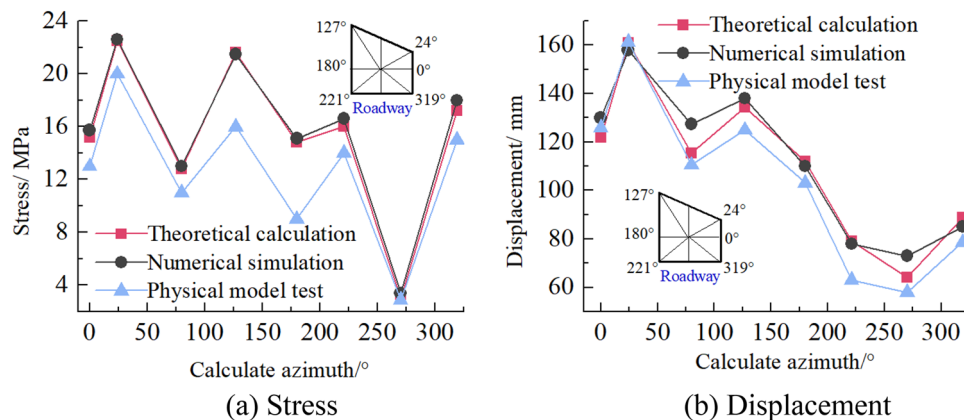 24
20
16
12
8
4
Stress/ MPa
127°
24°
180°
0°
221°
319°
Roadway
Theoretical calculation
Numerical simulation
Physical model test
0 50 100 150 200 250 300
Calculate azimuth/°
(a) Stress
160
140
120
100
80
60
Displacement/ mm
Theoretical calculation
Numerical simulation
Physical model test
127°
24°
180°
0°
221°
319°
Roadway
0 50 100 150 200 250 300
Calculate azimuth/°
(b) Displacement